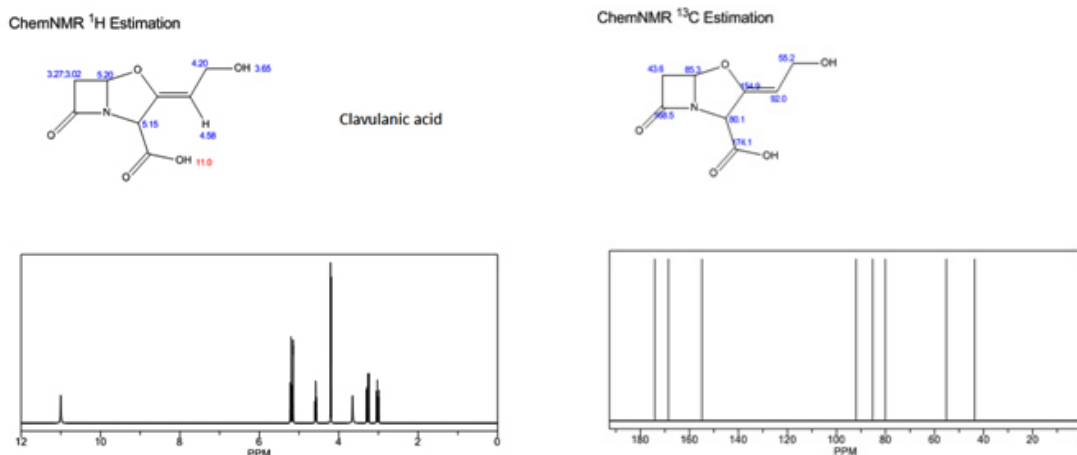 ChemNMR ¹H Estimation
4.20
OH 3.65
3.27;3.02
5.20
O
N
H
5.15
4.58
O
OH 11.0
O
Clavulanic acid
12 10 8 6 4 2 0
PPM
ChemNMR ¹³C Estimation
55.2
OH
43.6
85.3
O
154.9
92.0
N
168.5
80.1
O
174.1
OH
O
180 160 140 120 100 80 60 40 20
PPM